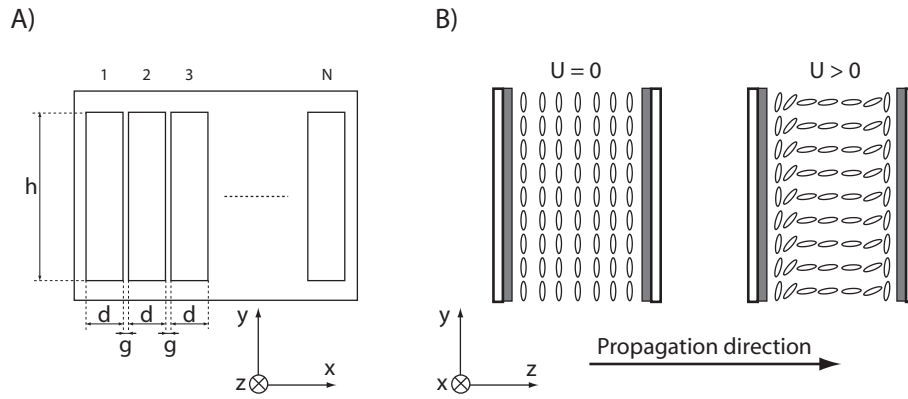 A)
1 2 3 N
h
d d d
g g
y
z x
B)
U = 0 U > 0
y
x z
Propagation direction